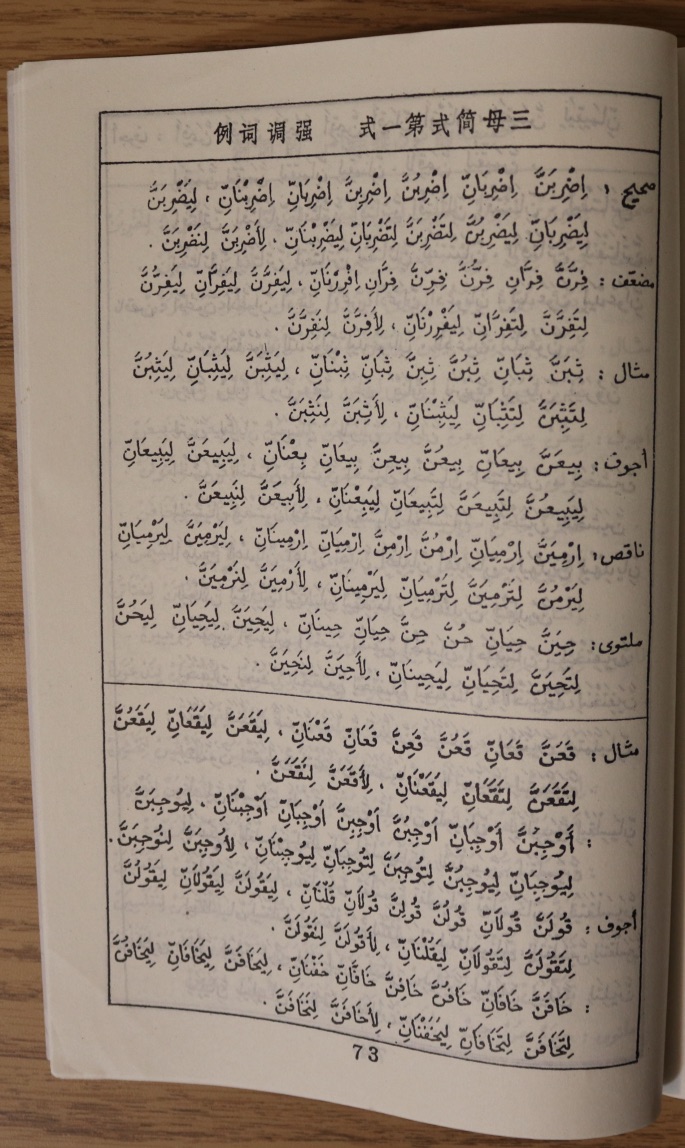 三母简式第一式 强调词例
صحيح : اِضْرِبَنَّ اِضْرِبَانِّ اِضْرِبُنَّ اِضْرِبِنَّ اِضْرِبَانِّ اِضْرِبْنَانِّ ، لِيَضْرِبَنَّ
لِيَضْرِبَانِّ لِيَضْرِبُنَّ لِتَضْرِبَنَّ لِتَضْرِبَانِّ لِيَضْرِبْنَانِّ . لِأَضْرِبَنَّ لِنَضْرِبَنَّ .
مضعّف : فِرَّنَّ فِرَّانِّ فِرُّنَّ فِرِّنَّ فِرَّانِّ اِفْرِرْنَانِّ ، لِيَفِرَّنَّ لِيَفِرَّانِّ لِيَفِرُّنَّ
لِتَفِرَّنَّ لِتَفِرَّانِّ لِيَفْرِرْنَانِّ ، لِأَفِرَّنَّ لِنَفِرَّنَّ .
مثال : ثِبَنَّ ثِبَانِّ ثِبُنَّ ثِبِنَّ ثِبَانِّ ثِبْنَانِّ ، لِيَثِبَنَّ لِيَثِبَانِّ لِيَثِبُنَّ
لِتَثِبَنَّ لِتَثِبَانِّ لِيَثِبْنَانِّ ، لِأَثِبَنَّ لِنَثِبَنَّ .
أجوف : بِيعَنَّ بِيعَانِّ بِيعُنَّ بِيعِنَّ بِيعَانِّ بِعْنَانِّ ، لِيَبِيعَنَّ لِيَبِيعَانِّ
لِيَبِيعُنَّ لِتَبِيعَنَّ لِتَبِيعَانِّ لِيَبِعْنَانِّ ، لِأَبِيعَنَّ لِنَبِيعَنَّ .
ناقص : اِرْمِيَنَّ اِرْمِيَانِّ اِرْمُنَّ اِرْمِنَّ اِرْمِيَانِّ اِرْمِينَانِّ ، لِيَرْمِيَنَّ لِيَرْمِيَانِّ
لِيَرْمُنَّ لِتَرْمِيَنَّ لِتَرْمِيَانِّ لِيَرْمِينَانِّ ، لِأَرْمِيَنَّ لِنَرْمِيَنَّ .
ملتوى : حِيَنَّ حِيَانِّ حُنَّ حِنَّ حِيَانِّ حِينَانِّ ، لِيَحِيَنَّ لِيَحِيَانِّ لِيَحُنَّ
لِتَحِيَنَّ لِتَحِيَانِّ لِيَحِينَانِّ ، لِأَحِيَنَّ لِنَحِيَنَّ .
مثال : قَعَنَّ قَعَانِّ قَعُنَّ قَعِنَّ قَعَانِّ قَعْنَانِّ ، لِيَقَعَنَّ لِيَقَعَانِّ لِيَقَعُنَّ
لِتَقَعَنَّ لِتَقَعَانِّ لِيَقَعْنَانِّ ، لِأَقَعَنَّ لِنَقَعَنَّ .
: أَوْجِبَنَّ أَوْجِبَانِّ أَوْجِبُنَّ أَوْجِبِنَّ أَوْجِبَانِّ أَوْجِبْنَانِّ ، لِيُوجِبَنَّ
لِيُوجِبَانِّ لِيُوجِبُنَّ لِتُوجِبَنَّ لِتُوجِبَانِّ لِيُوجِبْنَانِّ ، لِأُوجِبَنَّ لِنُوجِبَنَّ .
أجوف : قُولَنَّ قُولَانِّ قُولُنَّ قُولِنَّ قُولَانِّ قُلْنَانِّ ، لِيَقُولَنَّ لِيَقُولَانِّ لِيَقُولُنَّ
لِتَقُولَنَّ لِتَقُولَانِّ لِيَقُلْنَانِّ ، لِأَقُولَنَّ لِنَقُولَنَّ .
: خَافَنَّ خَافَانِّ خَافُنَّ خَافِنَّ خَافَانِّ خَفْنَانِّ ، لِيَخَافَنَّ لِيَخَافَانِّ لِيَخَافُنَّ
لِتَخَافَنَّ لِتَخَافَانِّ لِيَخَفْنَانِّ ، لِأَخَافَنَّ لِنَخَافَنَّ .
73